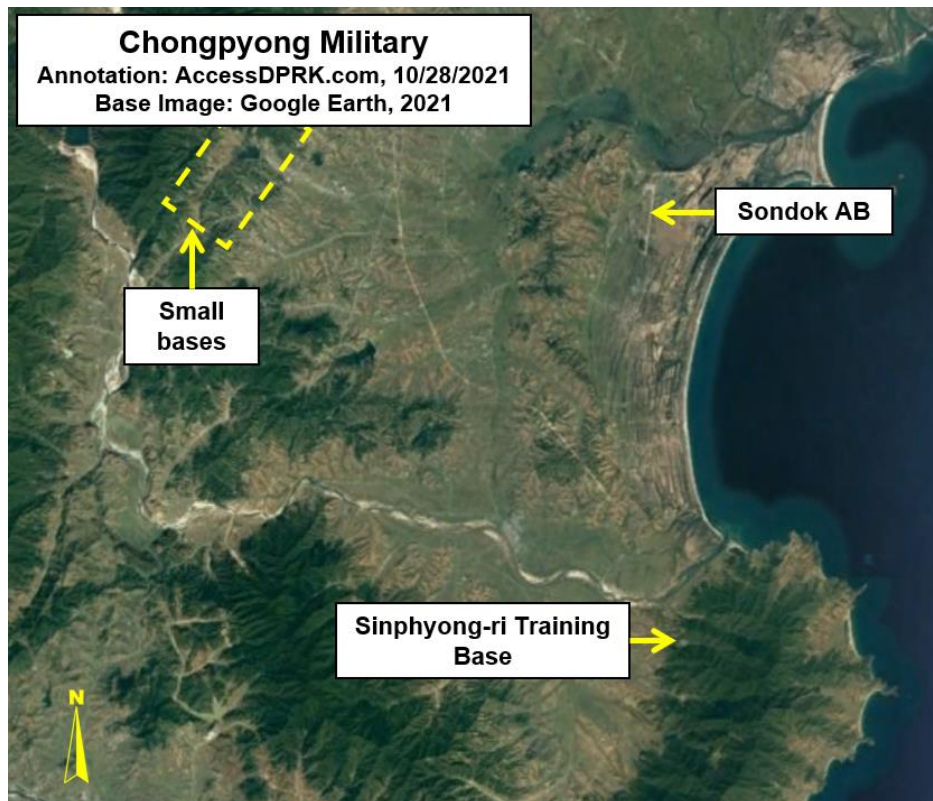 Chongpyong Military
Annotation: AccessDPRK.com, 10/28/2021
Base Image: Google Earth, 2021
Sondok AB
Small
bases
Sinphyong-ri Training
Base
N